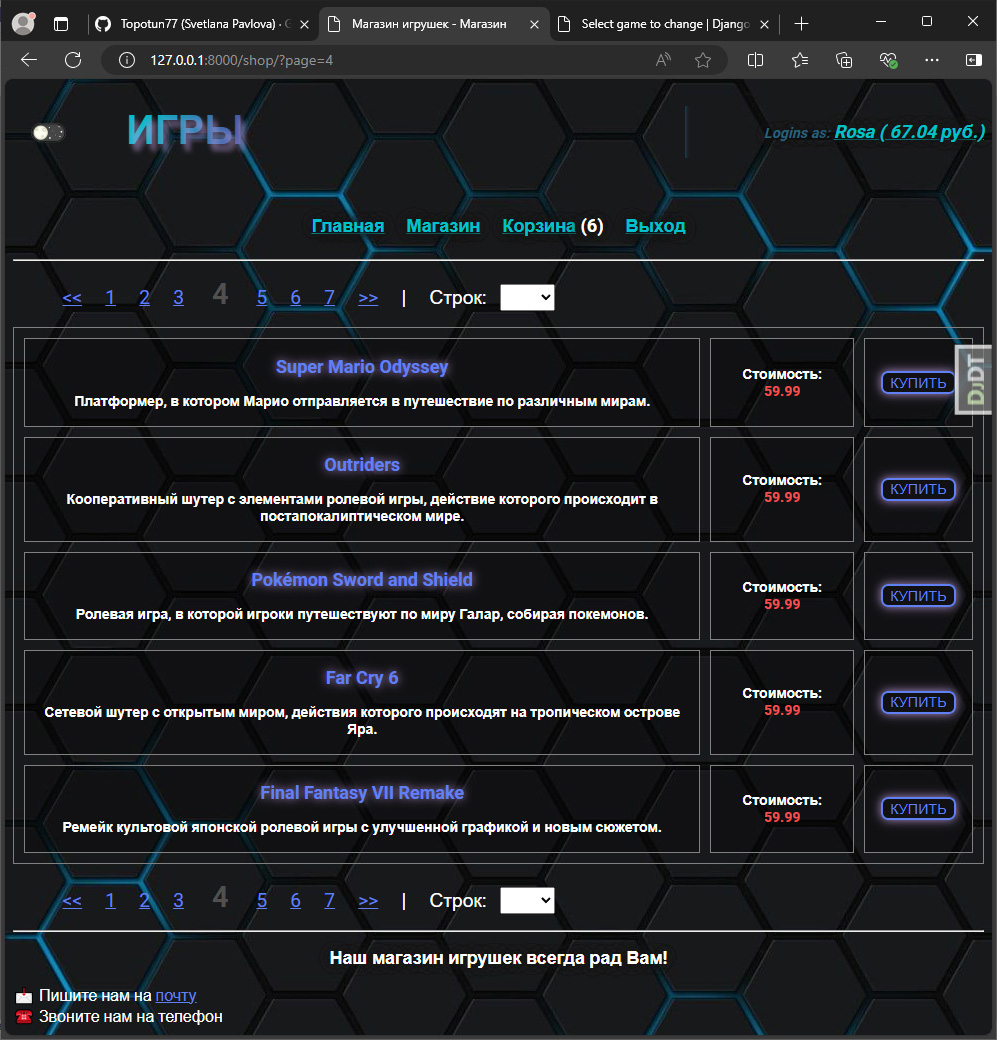 Topotun77 (Svetlana Pavlova) · G
Магазин игрушек - Магазин
Select game to change | Django
127.0.0.1:8000/shop/?page=4
ИГРЫ
Logins as: Rosa ( 67.04 руб.)
Главная Магазин Корзина (6) Выход
<< 1 2 3 4 5 6 7 >> | Строк:
Super Mario Odyssey
Платформер, в котором Марио отправляется в путешествие по различным мирам.
Стоимость:
59.99
КУПИТЬ
DjDT
Outriders
Кооперативный шутер с элементами ролевой игры, действие которого происходит в
постапокалиптическом мире.
Стоимость:
59.99
КУПИТЬ
Pokémon Sword and Shield
Ролевая игра, в которой игроки путешествуют по миру Галар, собирая покемонов.
Стоимость:
59.99
КУПИТЬ
Far Cry 6
Сетевой шутер с открытым миром, действия которого происходят на тропическом острове
Яра.
Стоимость:
59.99
КУПИТЬ
Final Fantasy VII Remake
Ремейк культовой японской ролевой игры с улучшенной графикой и новым сюжетом.
Стоимость:
59.99
КУПИТЬ
<< 1 2 3 4 5 6 7 >> | Строк:
Наш магазин игрушек всегда рад Вам!
Пишите нам на почту
Звоните нам на телефон